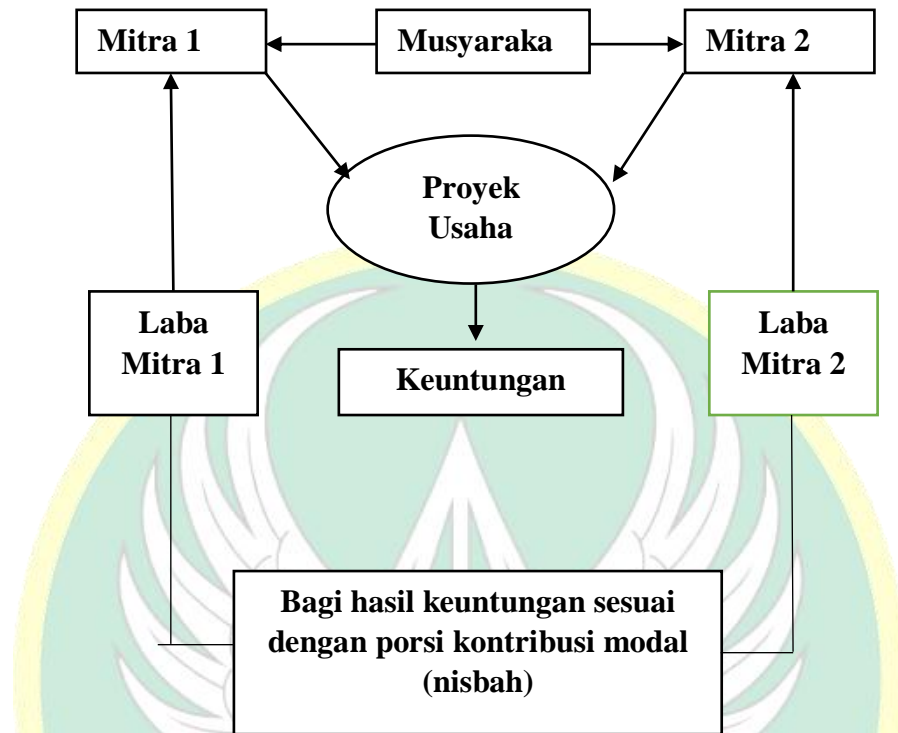 Mitra 1
Musyaraka
Mitra 2
Proyek
Usaha
Laba
Mitra 1
Keuntungan
Laba
Mitra 2
Bagi hasil keuntungan sesuai
dengan porsi kontribusi modal
(nisbah)